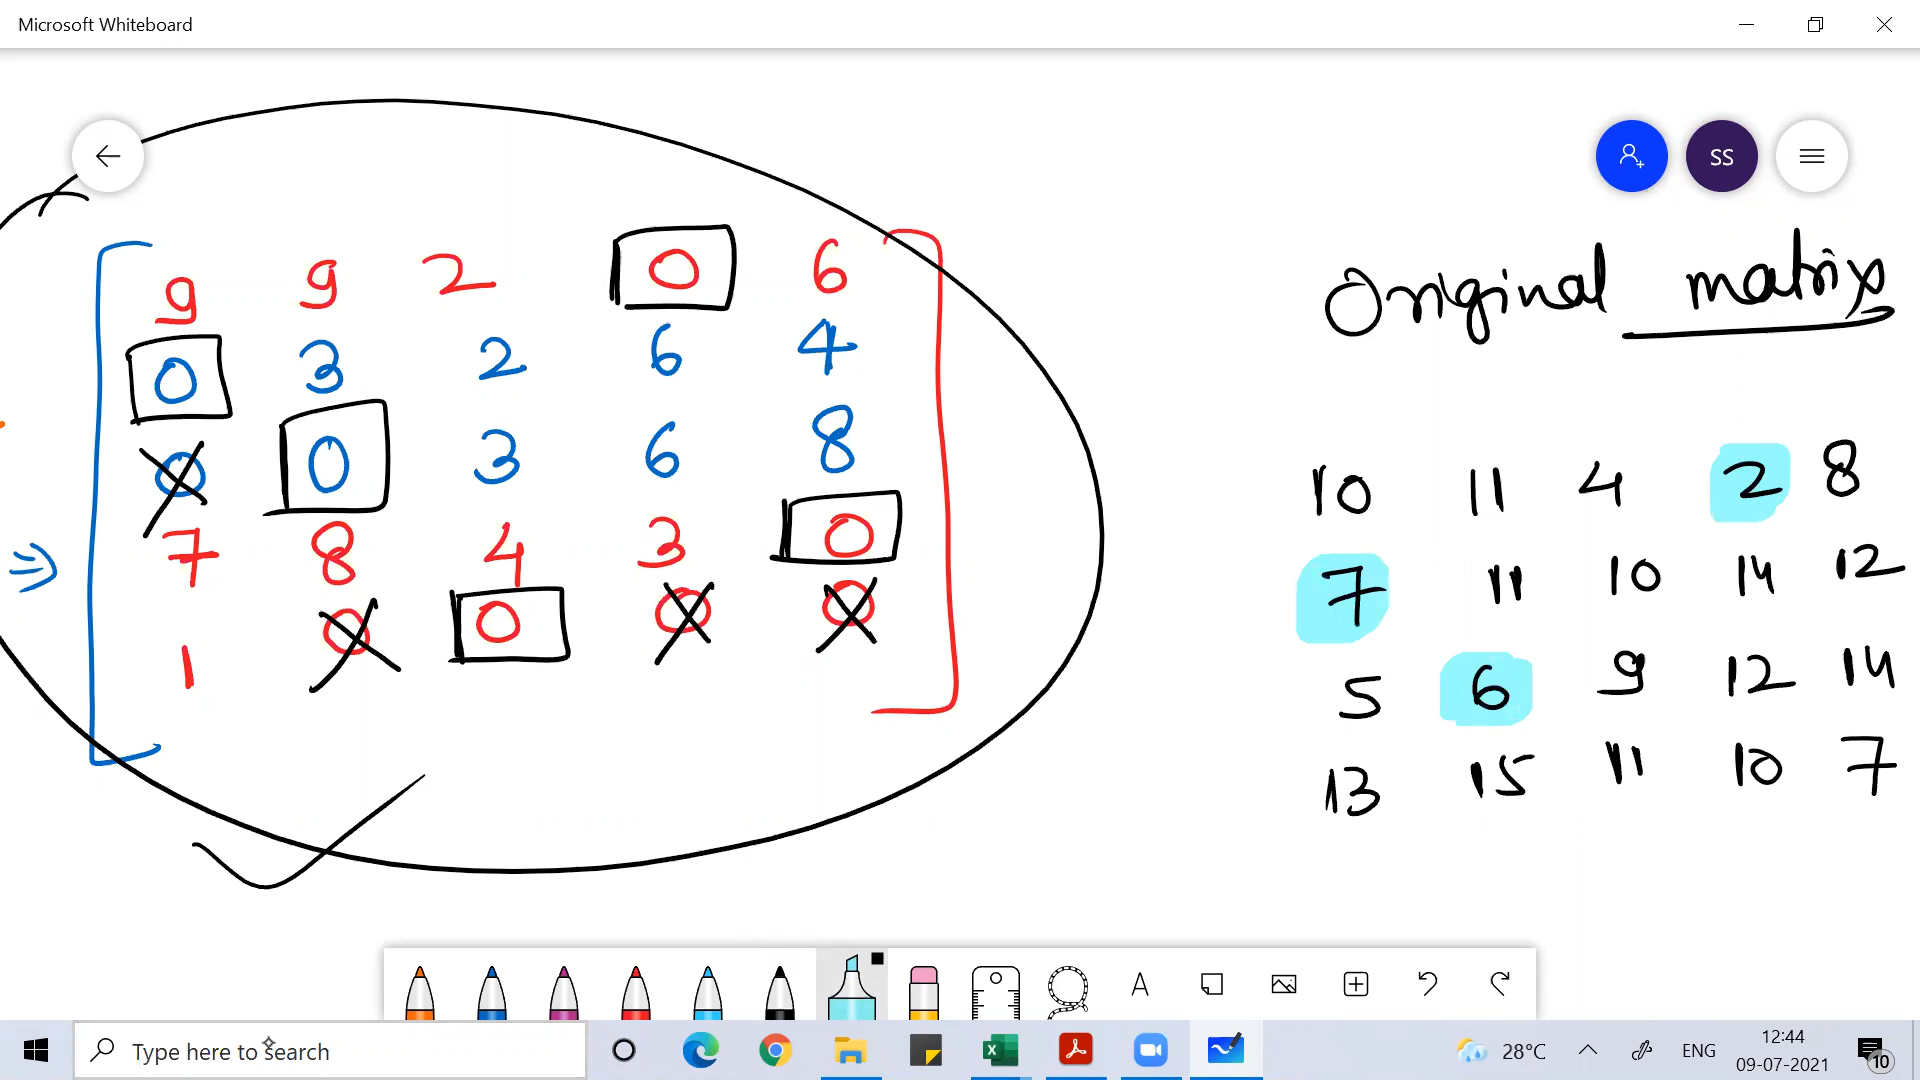 Microsoft Whiteboard
SS
9 9 2 0 6
0 3 2 6 4
0 0 3 6 8
7 8 4 3 0
1 0 0 0 0
Original matrix
10 11 4 2 8
7 11 10 14 12
5 6 9 12 14
13 15 11 10 7
A
Type here to search
28°C
ENG
12:44
09-07-2021
10